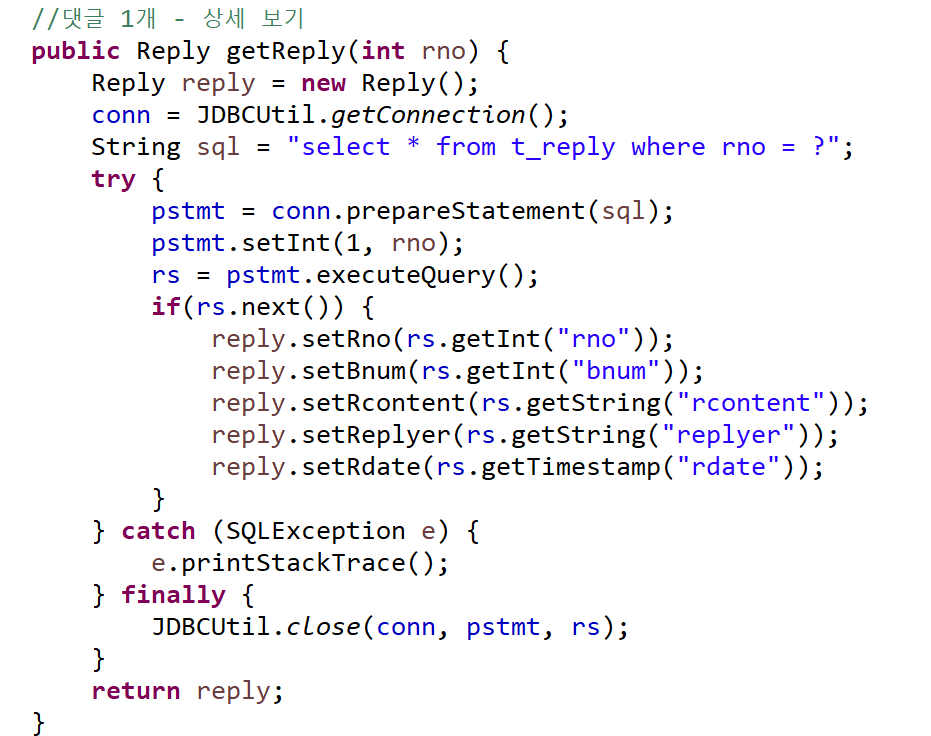 //댓글 1개 - 상세 보기
public Reply getReply(int rno) {
    Reply reply = new Reply();
    conn = JDBCUtil.getConnection();
    String sql = "select * from t_reply where rno = ?";
    try {
        pstmt = conn.prepareStatement(sql);
        pstmt.setInt(1, rno);
        rs = pstmt.executeQuery();
        if(rs.next()) {
            reply.setRno(rs.getInt("rno"));
            reply.setBnum(rs.getInt("bnum"));
            reply.setRcontent(rs.getString("rcontent"));
            reply.setReplyer(rs.getString("replyer"));
            reply.setRdate(rs.getTimestamp("rdate"));
        }
    } catch (SQLException e) {
        e.printStackTrace();
    } finally {
        JDBCUtil.close(conn, pstmt, rs);
    }
    return reply;
}